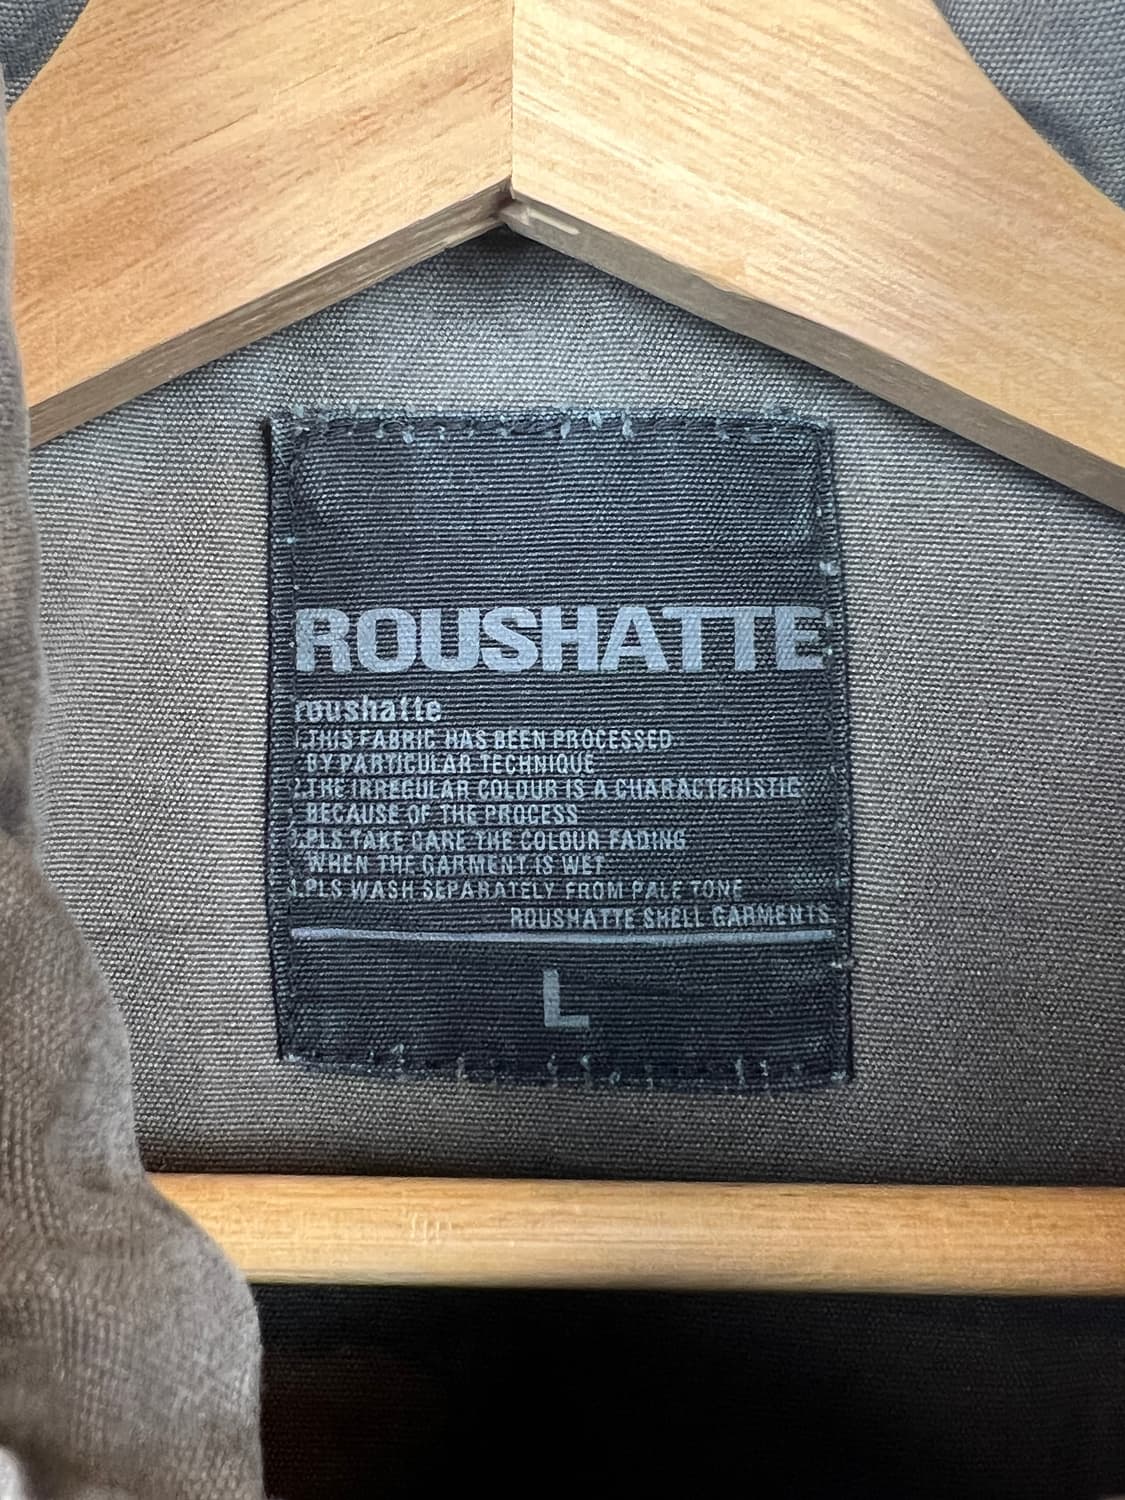 ROUSHATTE
roushatte
1.THIS FABRIC HAS BEEN PROCESSED
BY PARTICULAR TECHNIQUE
2.THE IRREGULAR COLOUR IS A CHARACTERISTIC
BECAUSE OF THE PROCESS
3.PLS TAKE CARE THE COLOUR FADING
WHEN THE GARMENT IS WET
4.PLS WASH SEPARATELY FROM PALE TONE
ROUSHATTE SHELL GARMENTS.
L